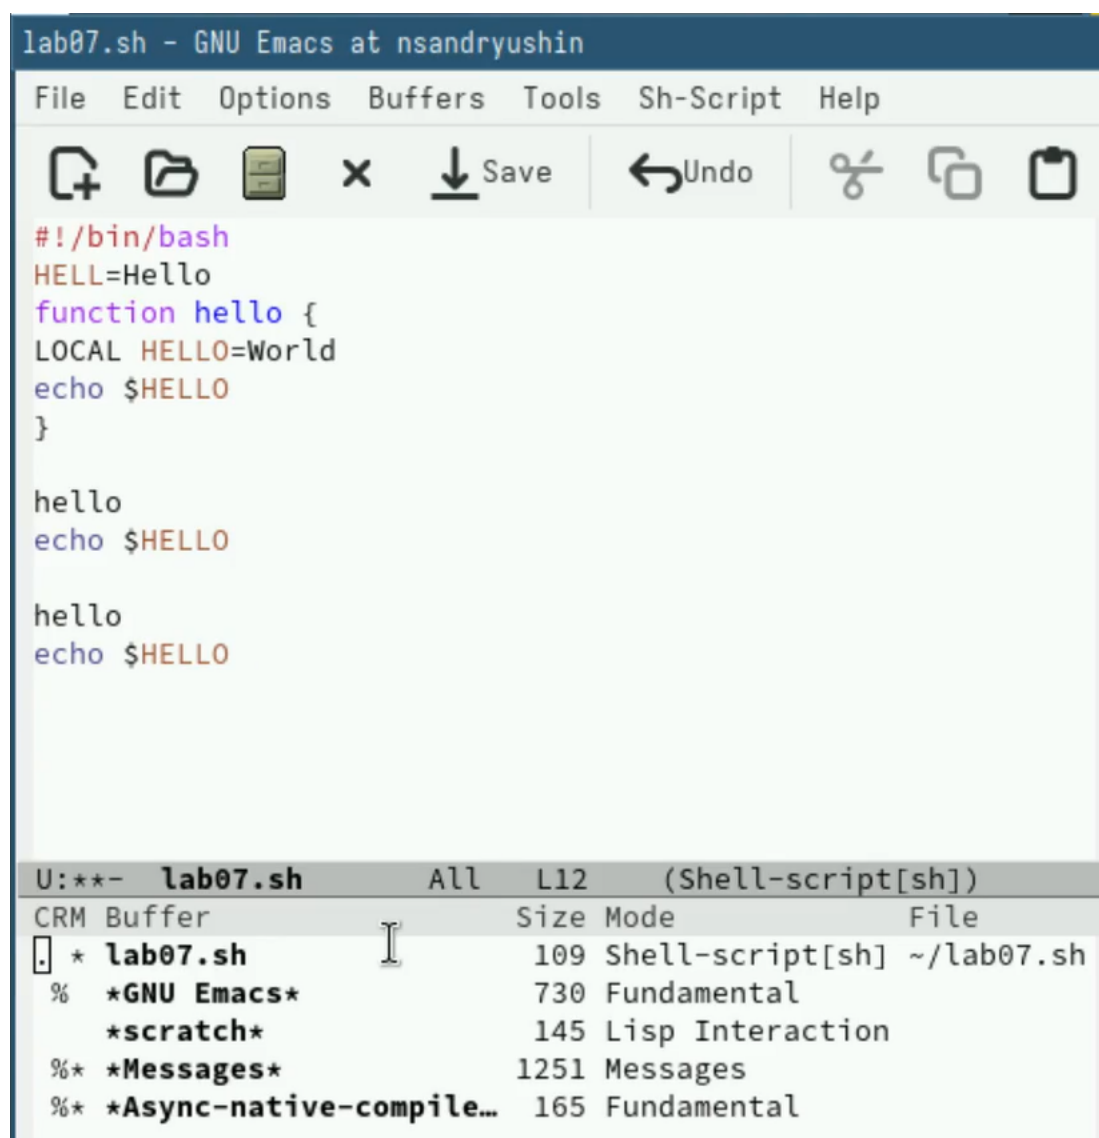 lab07.sh - GNU Emacs at nsandryushin
File Edit Options Buffers Tools Sh-Script Help
Save Undo
#!/bin/bash
HELL=Hello
function hello {
LOCAL HELLO=World
echo $HELLO
}
hello
echo $HELLO
hello
echo $HELLO
U:**- lab07.sh All L12 (Shell-script[sh])
CRM Buffer Size Mode File
. * lab07.sh 109 Shell-script[sh] ~/lab07.sh
% *GNU Emacs* 730 Fundamental
*scratch* 145 Lisp Interaction
%* *Messages* 1251 Messages
%* *Async-native-compile… 165 Fundamental